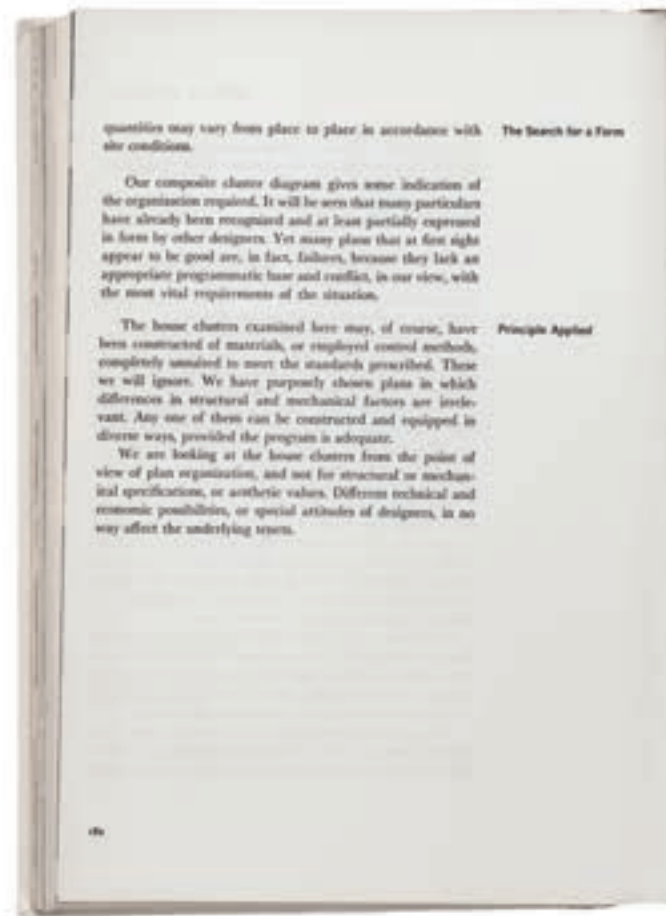 quantities may vary from place to place in accordance with
site conditions.
The Search for a Form
Our composite cluster diagram gives some indication of
the organization required. It will be seen that many particulars
have already been recognized and at least partially expressed
in form by other designers. Yet many plans that at first sight
appear to be good are, in fact, failures, because they lack an
appropriate programmatic base and conflict, in our view, with
the most vital requirements of the situation.
The house clusters examined here may, of course, have
been constructed of materials, or employed control methods,
completely unsuited to meet the standards prescribed. These
we will ignore. We have purposely chosen plans in which
differences in structural and mechanical factors are irrele-
vant. Any one of them can be constructed and equipped in
diverse ways, provided the program is adequate.
Principle Applied
We are looking at the house clusters from the point of
view of plan organization, and not for structural or mechan-
ical specifications, or aesthetic values. Different technical and
economic possibilities, or special attitudes of designers, in no
way affect the underlying tenets.